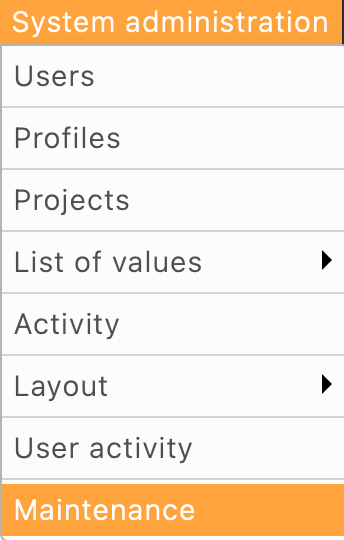 System administration
Users
Profiles
Projects
List of values
Activity
Layout
User activity
Maintenance